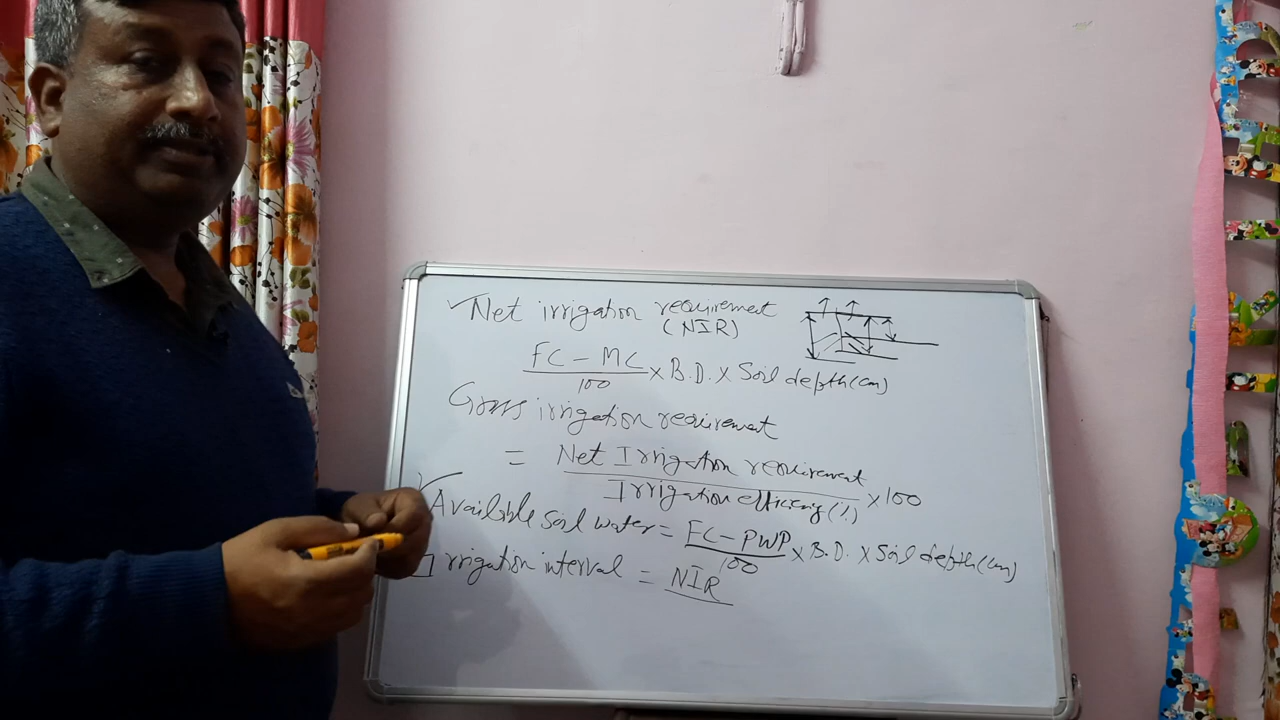 Net irrigation requirement
(NIR)
FC - MC
100
× B.D. × Soil depth (cm)
Gross irrigation requirement
= Net Irrigation requirement
Irrigation efficiency (%)
× 100
Available soil water = FC - PWP
100
× B.D. × Soil depth (cm)
Irrigation interval = NIR